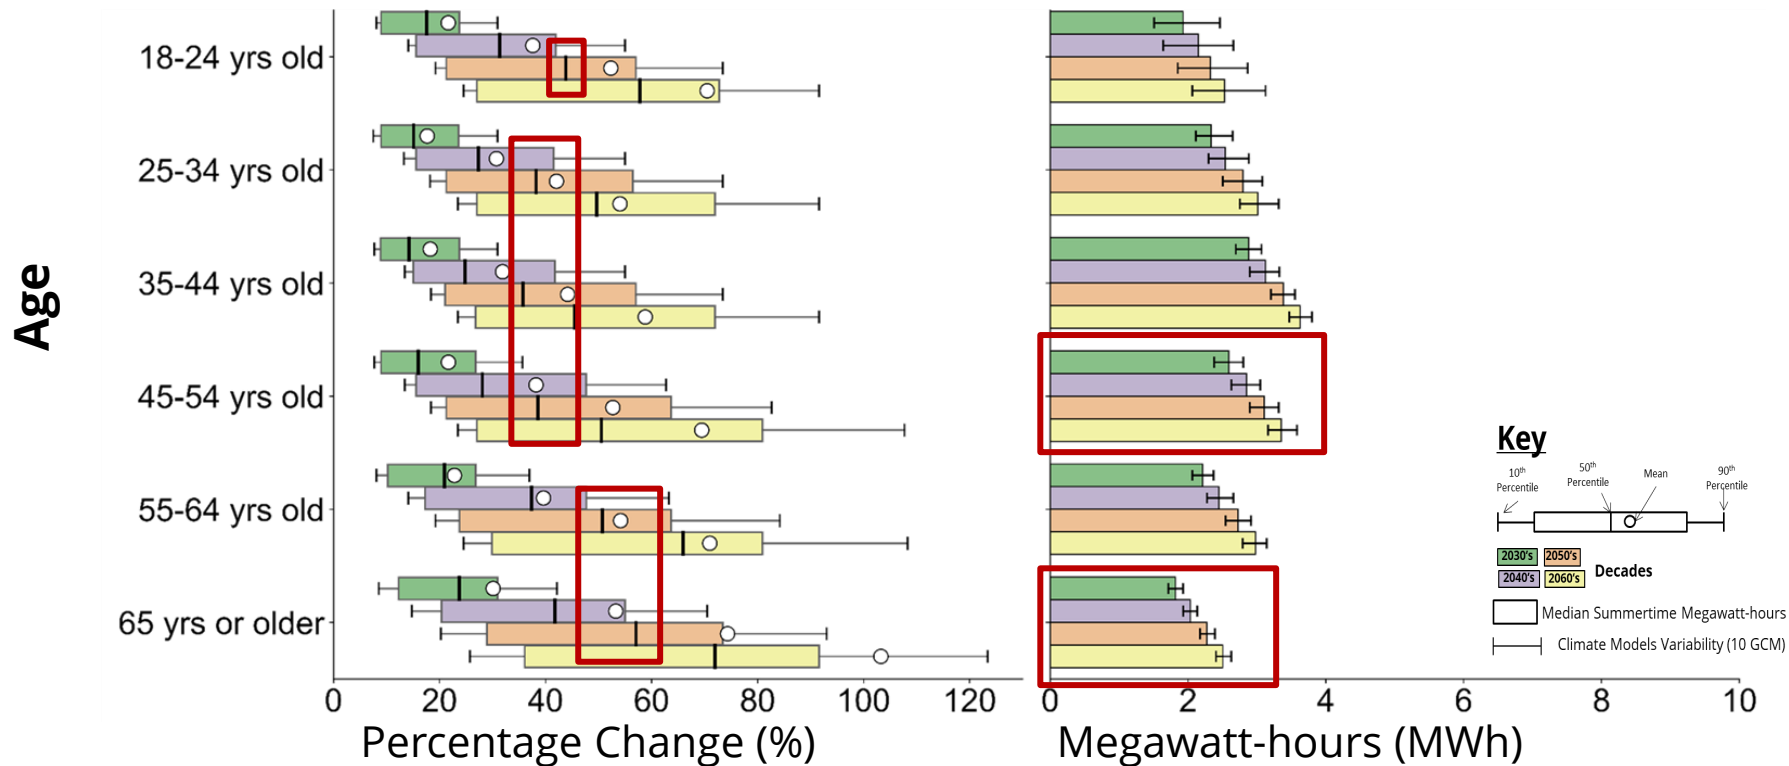 Age
18-24 yrs old
25-34 yrs old
35-44 yrs old
45-54 yrs old
55-64 yrs old
65 yrs or older
0 20 40 60 80 100 120
Percentage Change (%)
0 2 4 6 8 10
Megawatt-hours (MWh)
Key
10th
Percentile
50th
Percentile
Mean
90th
Percentile
2030's 2050's
2040's 2060's
Decades
Median Summertime Megawatt-hours
Climate Models Variability (10 GCM)